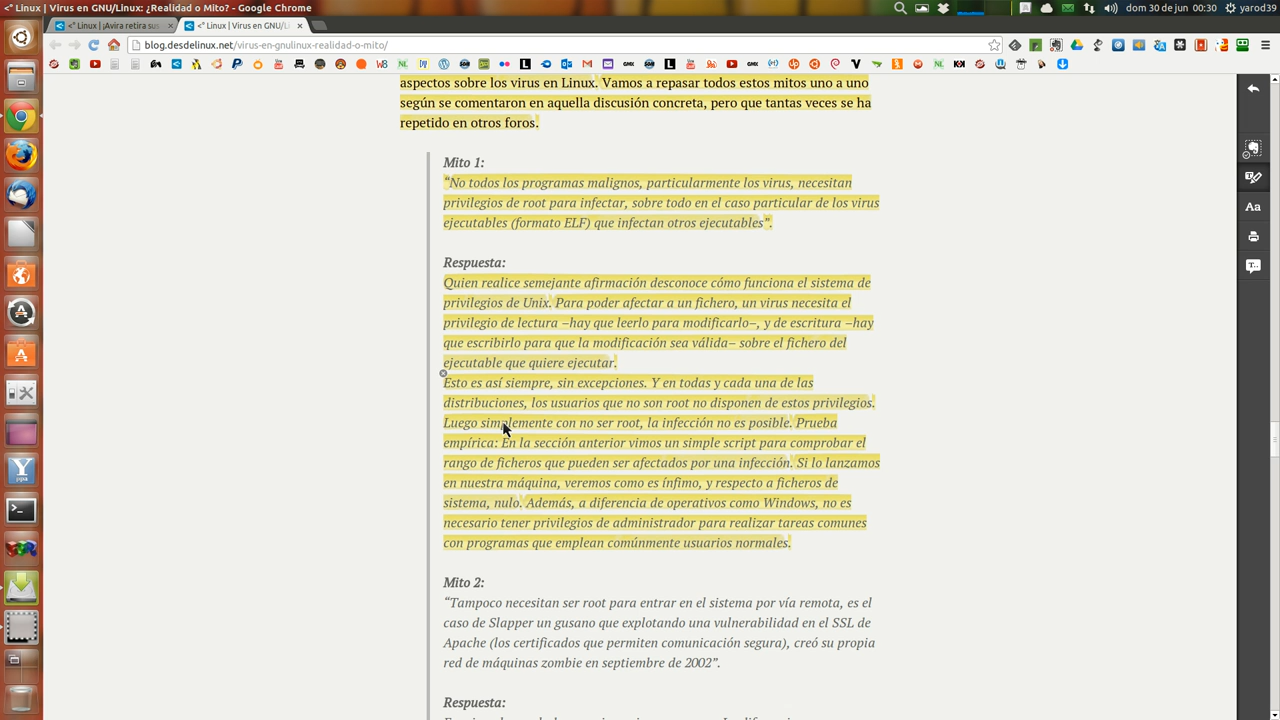 <° Linux | Virus en GNU/Linux: ¿Realidad o Mito? - Google Chrome
dom 30 de jun 00:30
yarod39
<° Linux | ¡Avira retira sus
<° Linux | Virus en GNU/L
blog.desdelinux.net/virus-en-gnulinux-realidad-o-mito/
aspectos sobre los virus en Linux. Vamos a repasar todos estos mitos uno a uno
según se comentaron en aquella discusión concreta, pero que tantas veces se ha
repetido en otros foros.
Mito 1:
“No todos los programas malignos, particularmente los virus, necesitan
privilegios de root para infectar, sobre todo en el caso particular de los virus
ejecutables (formato ELF) que infectan otros ejecutables”.
Respuesta:
Quien realice semejante afirmación desconoce cómo funciona el sistema de
privilegios de Unix. Para poder afectar a un fichero, un virus necesita el
privilegio de lectura –hay que leerlo para modificarlo–, y de escritura –hay
que escribirlo para que la modificación sea válida– sobre el fichero del
ejecutable que quiere ejecutar.
Esto es así siempre, sin excepciones. Y en todas y cada una de las
distribuciones, los usuarios que no son root no disponen de estos privilegios.
Luego simplemente con no ser root, la infección no es posible. Prueba
empírica: En la sección anterior vimos un simple script para comprobar el
rango de ficheros que pueden ser afectados por una infección. Si lo lanzamos
en nuestra máquina, veremos como es ínfimo, y respecto a ficheros de
sistema, nulo. Además, a diferencia de operativos como Windows, no es
necesario tener privilegios de administrador para realizar tareas comunes
con programas que emplean comúnmente usuarios normales.
Mito 2:
“Tampoco necesitan ser root para entrar en el sistema por vía remota, es el
caso de Slapper un gusano que explotando una vulnerabilidad en el SSL de
Apache (los certificados que permiten comunicación segura), creó su propia
red de máquinas zombie en septiembre de 2002”.
Respuesta:
Aa